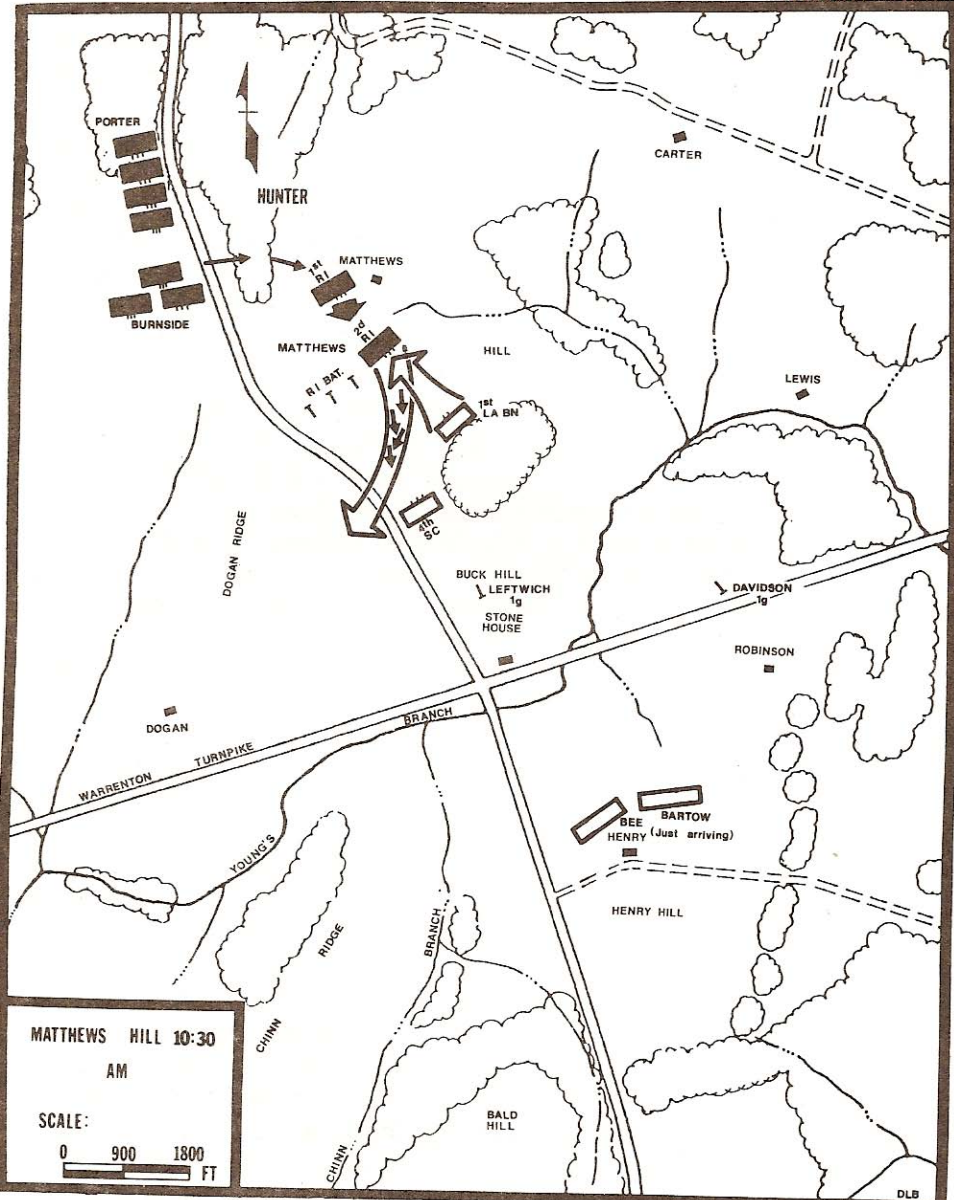 PORTER
CARTER
HUNTER
1st
RI
MATTHEWS
BURNSIDE
2d
RI
MATTHEWS
HILL
R I BAT.
LEWIS
1st
LA BN
4th
SC
DOGAN RIDGE
BUCK HILL
LEFTWICH
1g
STONE
HOUSE
DAVIDSON
1g
ROBINSON
DOGAN
BRANCH
WARRENTON TURNPIKE
BEE
BARTOW
HENRY (Just arriving)
YOUNG'S
HENRY HILL
RIDGE
BRANCH
CHINN
MATTHEWS HILL 10:30
AM
SCALE:
0 900 1800
FT
BALD
HILL
CHINN
DLB